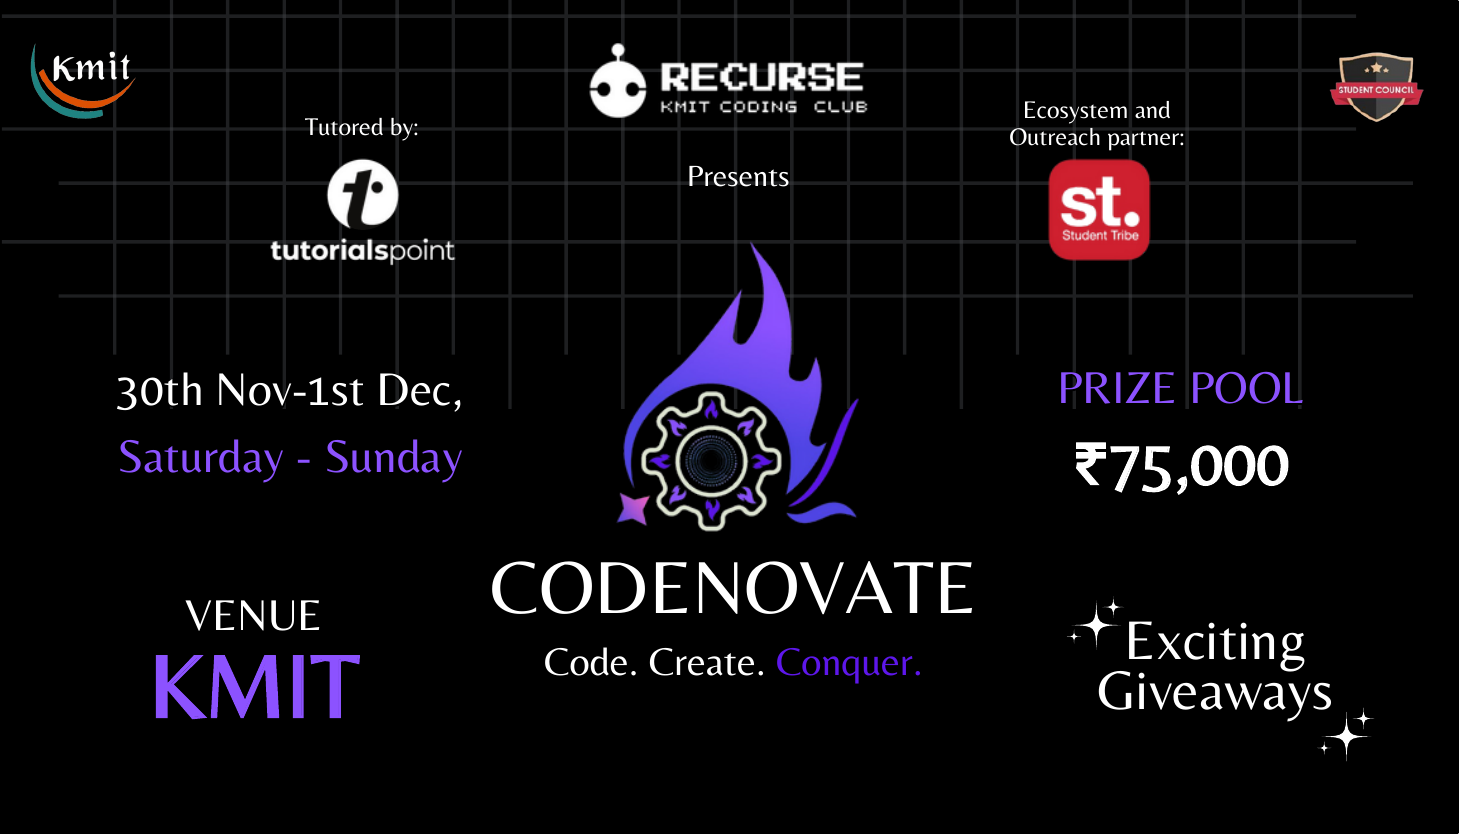 Kmit
RECURSE
KMIT CODING CLUB
STUDENT COUNCIL
Tutored by:
tutorialspoint
Presents
Ecosystem and
Outreach partner:
st.
Student Tribe
30th Nov-1st Dec,
Saturday - Sunday
PRIZE POOL
₹75,000
CODENOVATE
Code. Create. Conquer.
VENUE
KMIT
Exciting
Giveaways